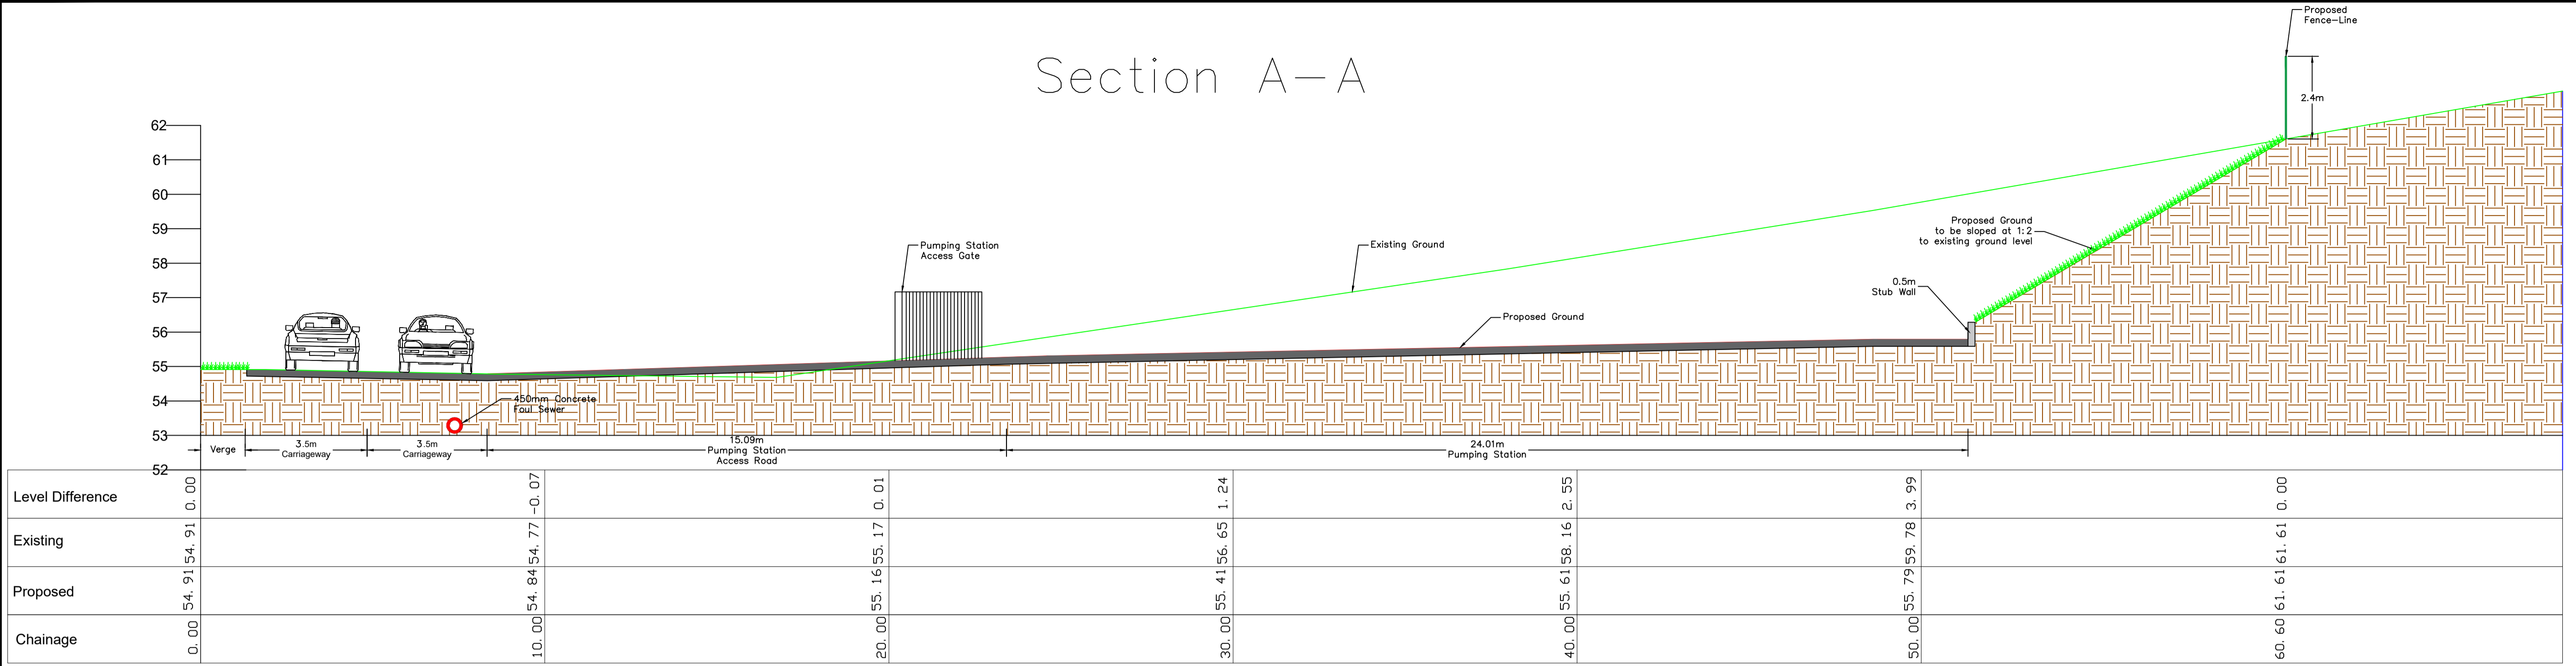 Proposed
Fence-Line
Section A-A
2.4m
62
61
60
59
58
57
56
55
54
53
52
Pumping Station
Access Gate
Existing Ground
Proposed Ground
to be sloped at 1:2
to existing ground level
0.5m
Stub Wall
Proposed Ground
450mm Concrete
Foul Sewer
Verge
3.5m
Carriageway
3.5m
Carriageway
15.09m
Pumping Station
Access Road
24.01m
Pumping Station
Level Difference 0.00 -0.07 0.01 1.24 2.55 3.99 0.00
Existing 54.91 54.77 55.17 56.65 58.16 59.78 61.61
Proposed 54.91 54.84 55.16 55.41 55.61 55.79 61.61
Chainage 0.00 10.00 20.00 30.00 40.00 50.00 60.60